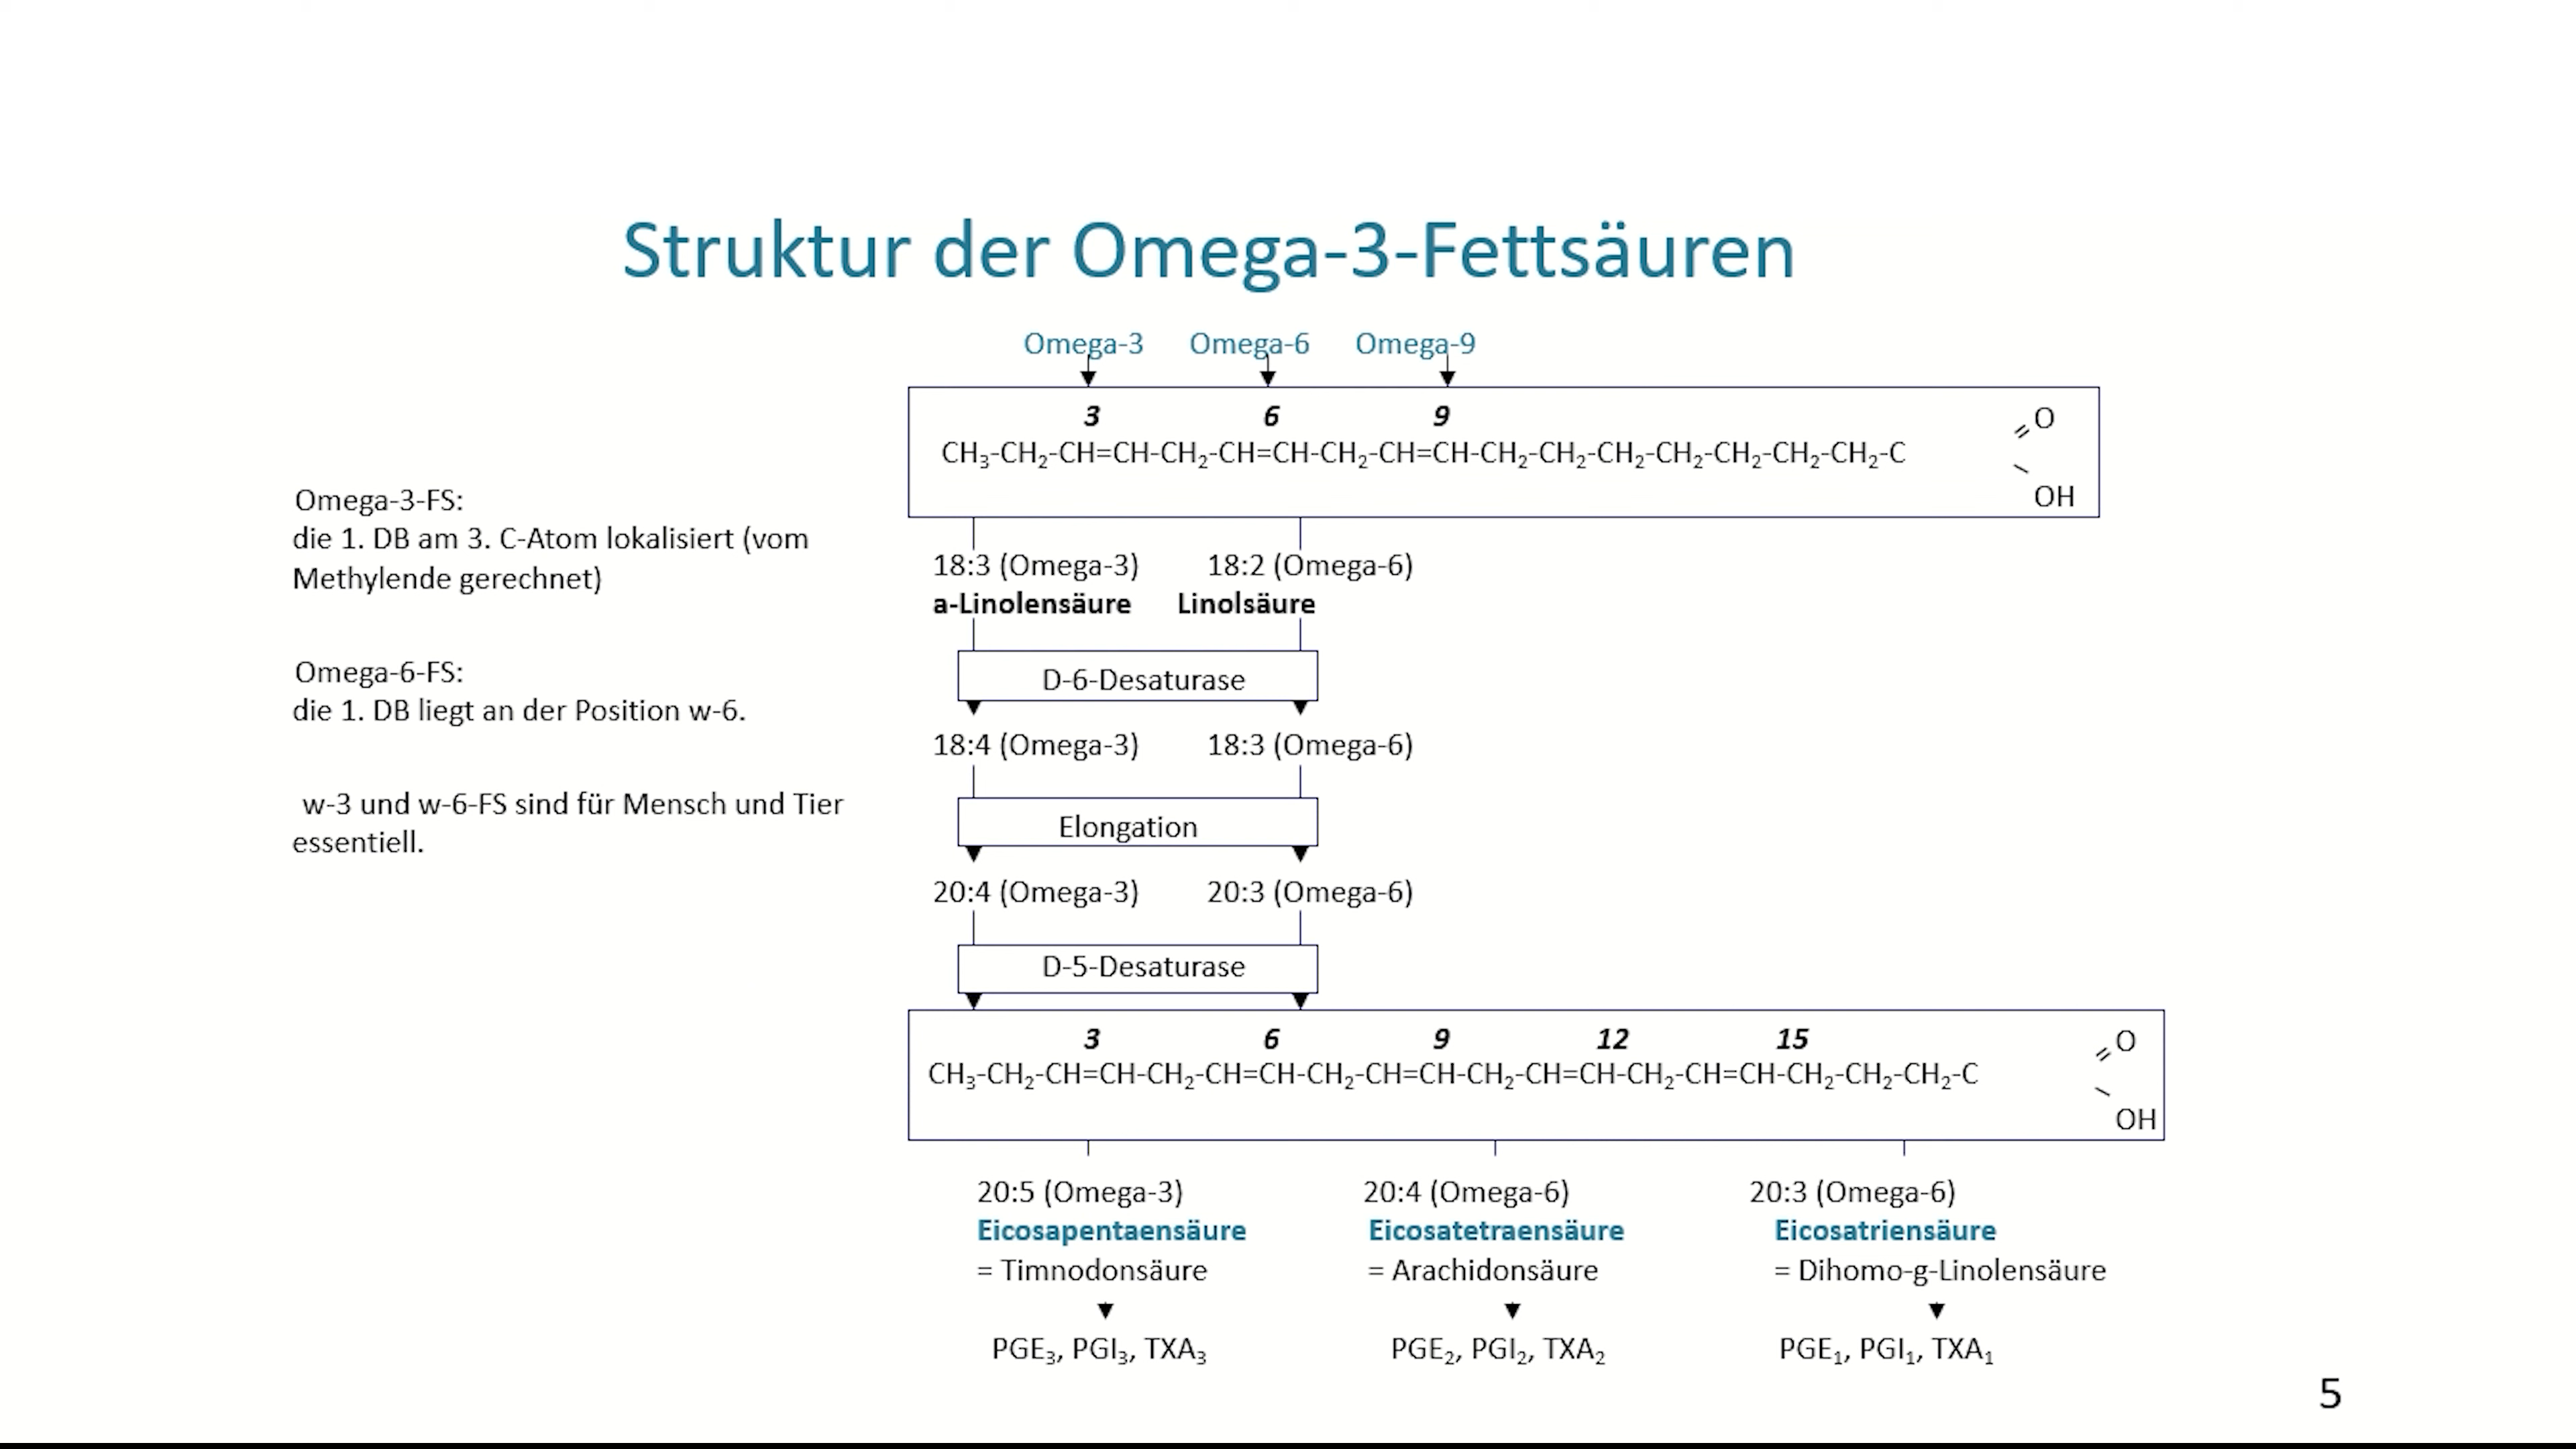 Struktur der Omega-3-Fettsäuren
Omega-3 Omega-6 Omega-9
3 6 9
CH₃-CH₂-CH=CH-CH₂-CH=CH-CH₂-CH=CH-CH₂-CH₂-CH₂-CH₂-CH₂-CH₂-CH₂-C
O
OH
Omega-3-FS:
die 1. DB am 3. C-Atom lokalisiert (vom
Methylende gerechnet)
Omega-6-FS:
die 1. DB liegt an der Position w-6.
w-3 und w-6-FS sind für Mensch und Tier
essentiell.
18:3 (Omega-3) 18:2 (Omega-6)
a-Linolensäure Linolsäure
D-6-Desaturase
18:4 (Omega-3) 18:3 (Omega-6)
Elongation
20:4 (Omega-3) 20:3 (Omega-6)
D-5-Desaturase
3 6 9 12 15
CH₃-CH₂-CH=CH-CH₂-CH=CH-CH₂-CH=CH-CH₂-CH=CH-CH₂-CH=CH-CH₂-CH₂-CH₂-C
O
OH
20:5 (Omega-3) 20:4 (Omega-6) 20:3 (Omega-6)
Eicosapentaensäure Eicosatetraensäure Eicosatriensäure
= Timnodonsäure = Arachidonsäure = Dihomo-g-Linolensäure
PGE₃, PGI₃, TXA₃ PGE₂, PGI₂, TXA₂ PGE₁, PGI₁, TXA₁
5